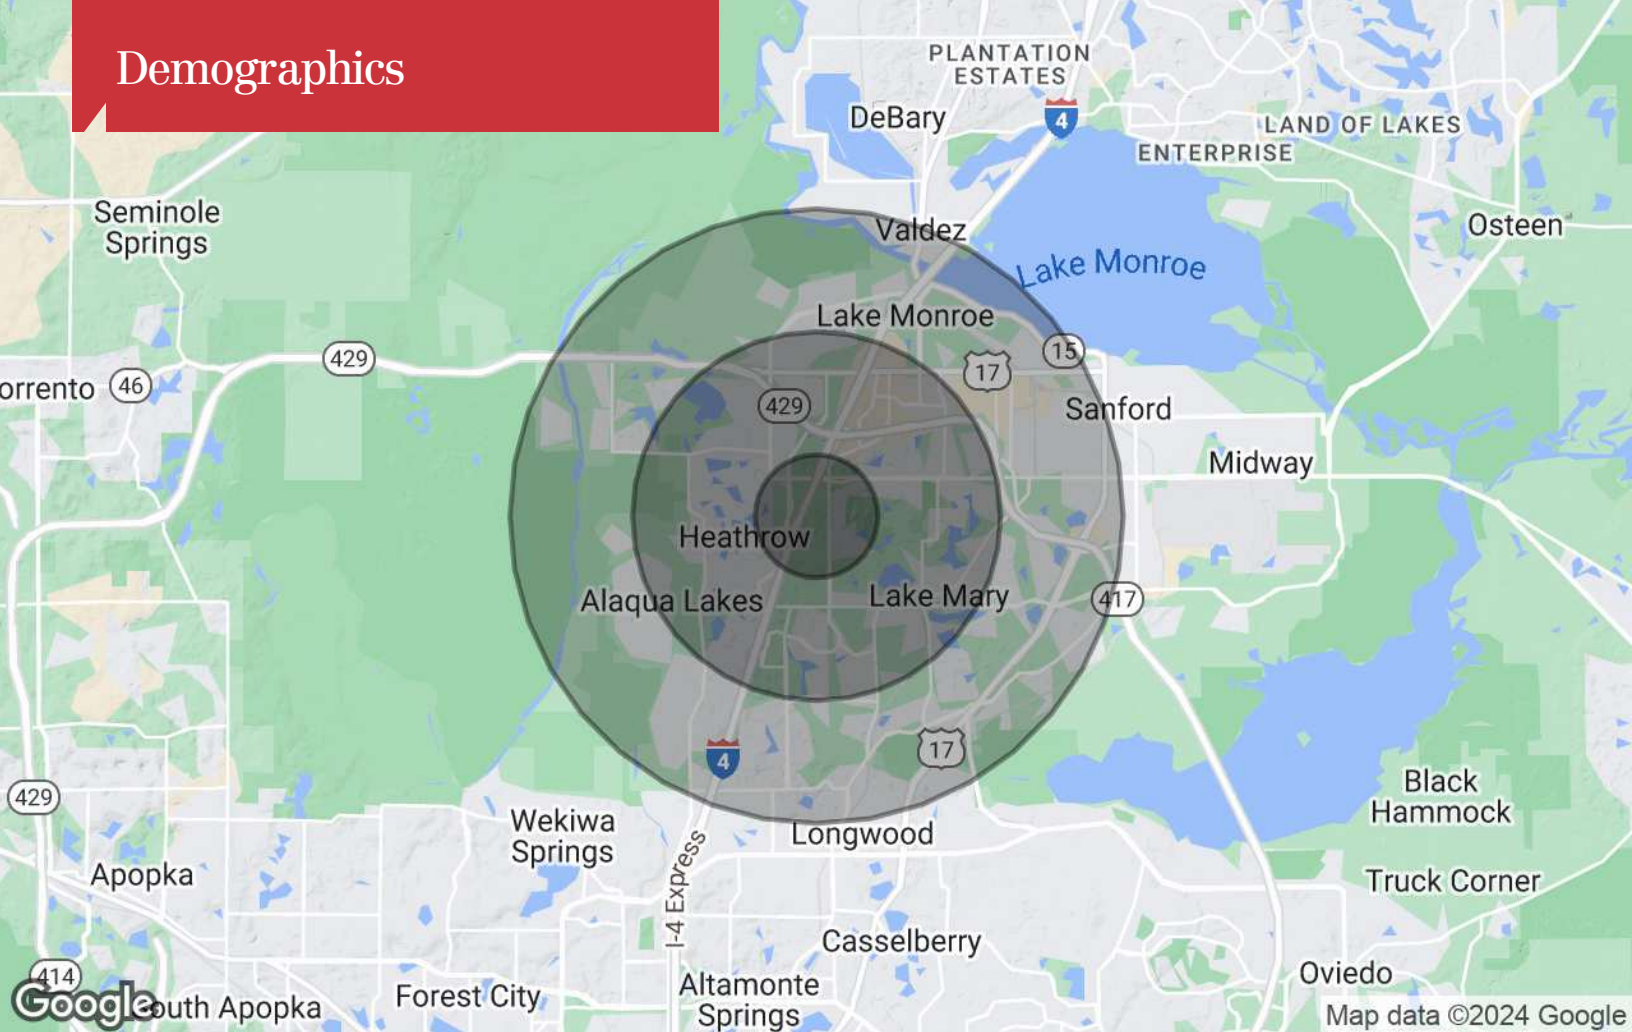 Demographics
PLANTATION
ESTATES
DeBary
4
LAND OF LAKES
ENTERPRISE
Seminole
Springs
Osteen
Valdez
Lake Monroe
Lake Monroe
429
15
17
orrento
46
429
Sanford
Midway
Heathrow
Alaqua Lakes
Lake Mary
417
17
4
429
Black
Hammock
Wekiwa
Springs
Longwood
I-4 Express
Apopka
Truck Corner
Casselberry
414
Oviedo
Altamonte
Springs
Forest City
Google
South Apopka
Map data ©2024 Google